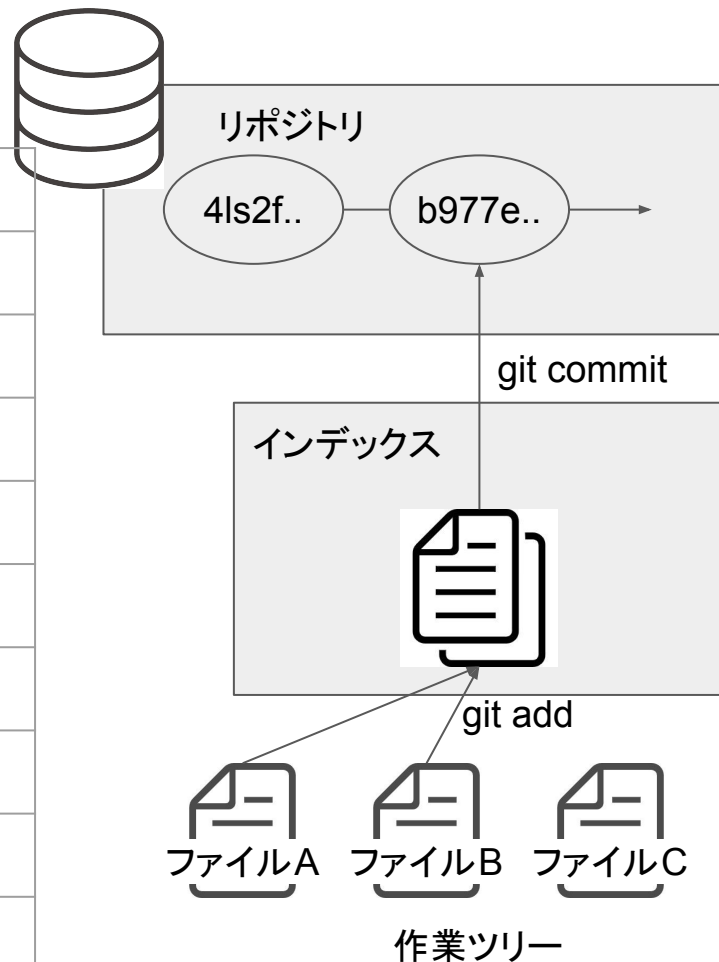 リポジトリ
4ls2f..
b977e..
git commit
インデックス
git add
ファイルA
ファイルB
ファイルC
作業ツリー